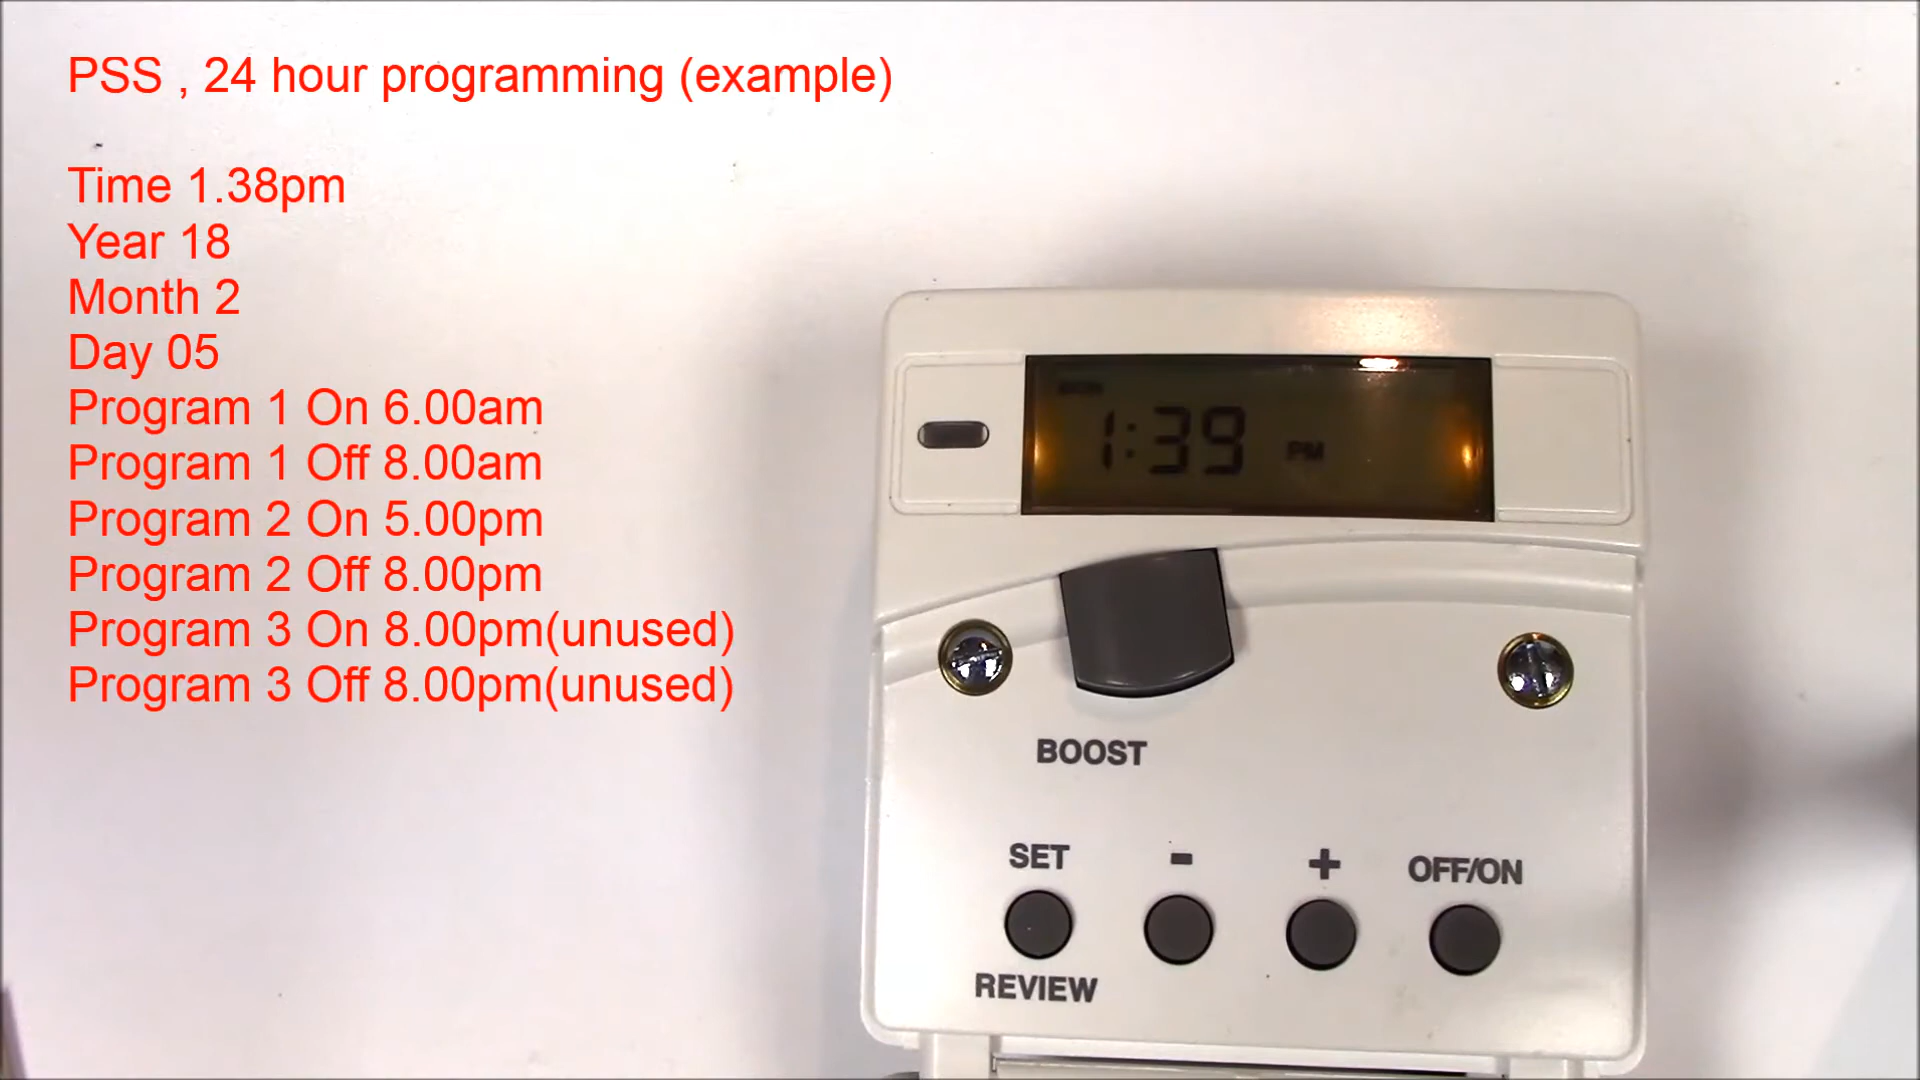 PSS , 24 hour programming (example)
Time 1.38pm
Year 18
Month 2
Day 05
Program 1 On 6.00am
Program 1 Off 8.00am
Program 2 On 5.00pm
Program 2 Off 8.00pm
Program 3 On 8.00pm(unused)
Program 3 Off 8.00pm(unused)
MON
1:39 PM
BOOST
SET - + OFF/ON
REVIEW